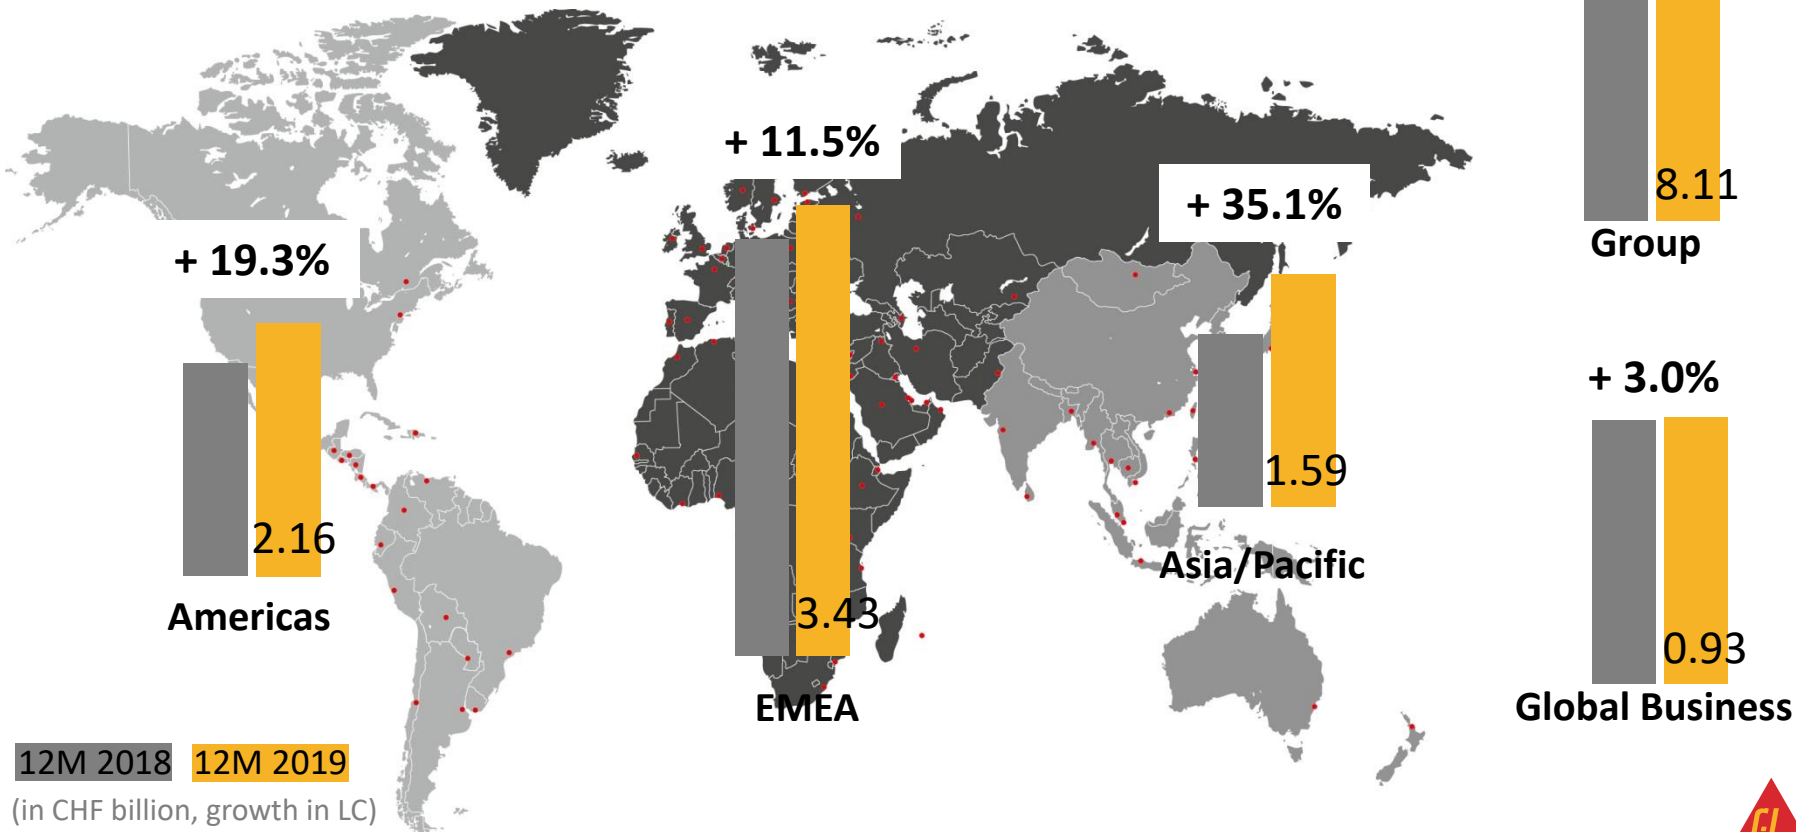 + 11.5%
8.11
+ 35.1%
Group
+ 19.3%
+ 3.0%
1.59
2.16
Asia/Pacific
3.43
Americas
0.93
EMEA
Global Business
12M 2018 12M 2019
(in CHF billion, growth in LC)